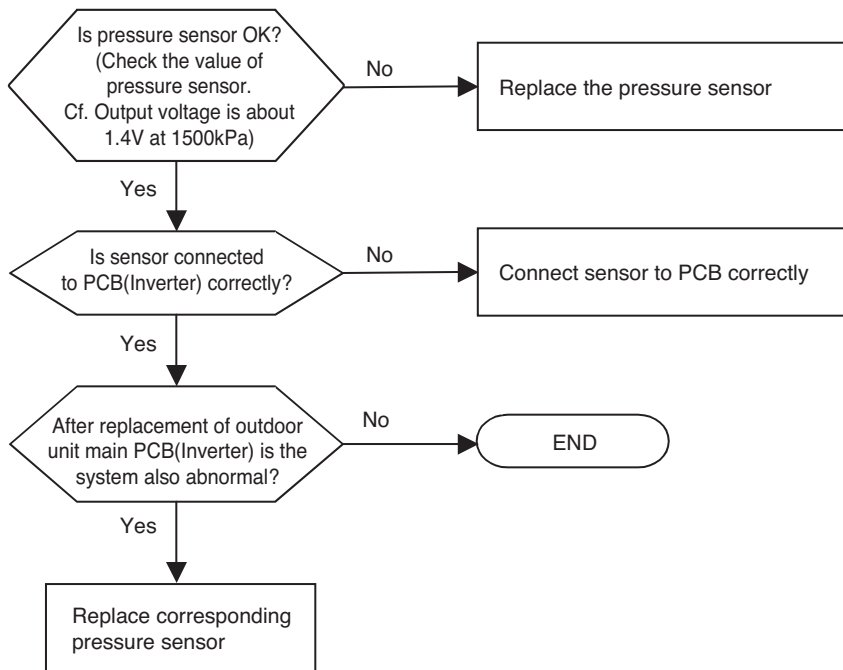 Is pressure sensor OK?
(Check the value of
pressure sensor.
Cf. Output voltage is about
1.4V at 1500kPa)
No
Replace the pressure sensor
Yes
Is sensor connected
to PCB(Inverter) correctly?
No
Connect sensor to PCB correctly
Yes
After replacement of outdoor
unit main PCB(Inverter) is the
system also abnormal?
No
END
Yes
Replace corresponding
pressure sensor